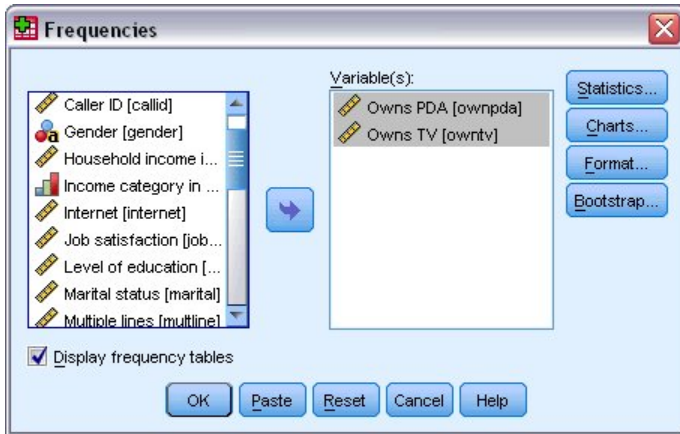 Frequencies
Variable(s):
Caller ID [callid]
Gender [gender]
Household income i...
Income category in ...
Internet [internet]
Job satisfaction [job...
Level of education [...
Marital status [marital]
Multiple lines [multline]
Owns PDA [ownpda]
Owns TV [owntv]
Statistics...
Charts...
Format...
Bootstrap...
Display frequency tables
OK
Paste
Reset
Cancel
Help